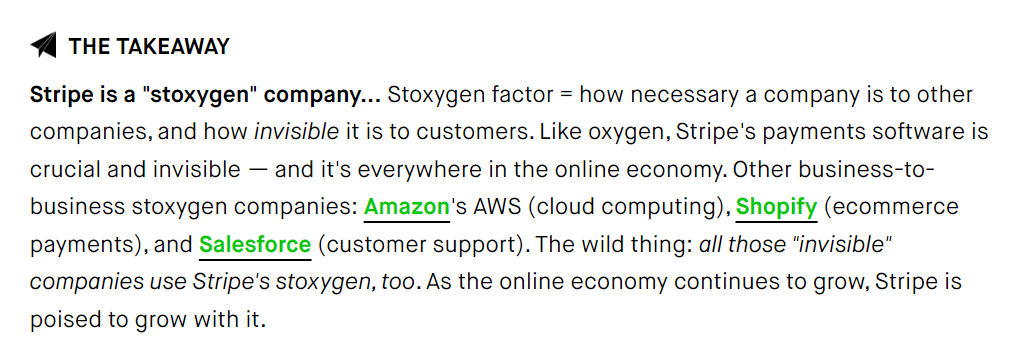 THE TAKEAWAY
Stripe is a "stoxygen" company... Stoxygen factor = how necessary a company is to other
companies, and how invisible it is to customers. Like oxygen, Stripe's payments software is
crucial and invisible — and it's everywhere in the online economy. Other business-to-
business stoxygen companies: Amazon's AWS (cloud computing), Shopify (ecommerce
payments), and Salesforce (customer support). The wild thing: all those "invisible"
companies use Stripe's stoxygen, too. As the online economy continues to grow, Stripe is
poised to grow with it.